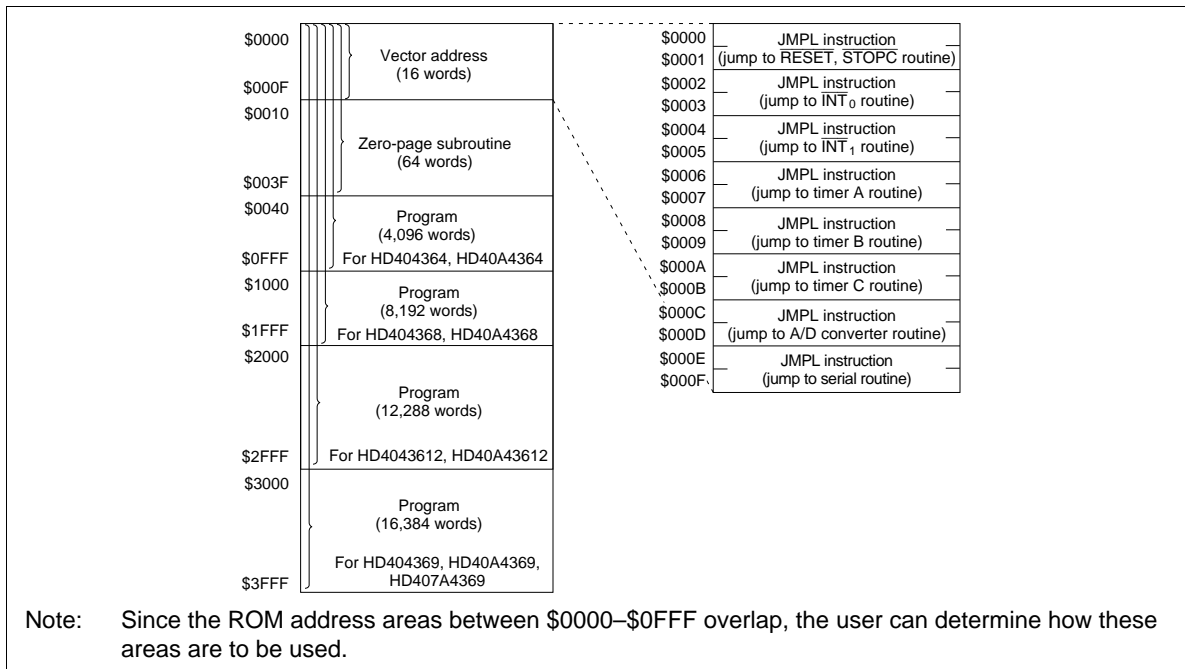 $0000
Vector address
(16 words)
$000F
$0010
Zero-page subroutine
(64 words)
$003F
$0040
Program
(4,096 words)
$0FFF
For HD404364, HD40A4364
$1000
Program
(8,192 words)
$1FFF
For HD404368, HD40A4368
$2000
Program
(12,288 words)
$2FFF
For HD4043612, HD40A43612
$3000
Program
(16,384 words)
For HD404369, HD40A4369,
HD407A4369
$3FFF
$0000
JMPL instruction
$0001
(jump to RESET, STOPC routine)
$0002
JMPL instruction
$0003
(jump to INT0 routine)
$0004
JMPL instruction
$0005
(jump to INT1 routine)
$0006
JMPL instruction
$0007
(jump to timer A routine)
$0008
JMPL instruction
$0009
(jump to timer B routine)
$000A
JMPL instruction
$000B
(jump to timer C routine)
$000C
JMPL instruction
$000D
(jump to A/D converter routine)
$000E
JMPL instruction
$000F
(jump to serial routine)
Note: Since the ROM address areas between $0000–$0FFF overlap, the user can determine how these
areas are to be used.